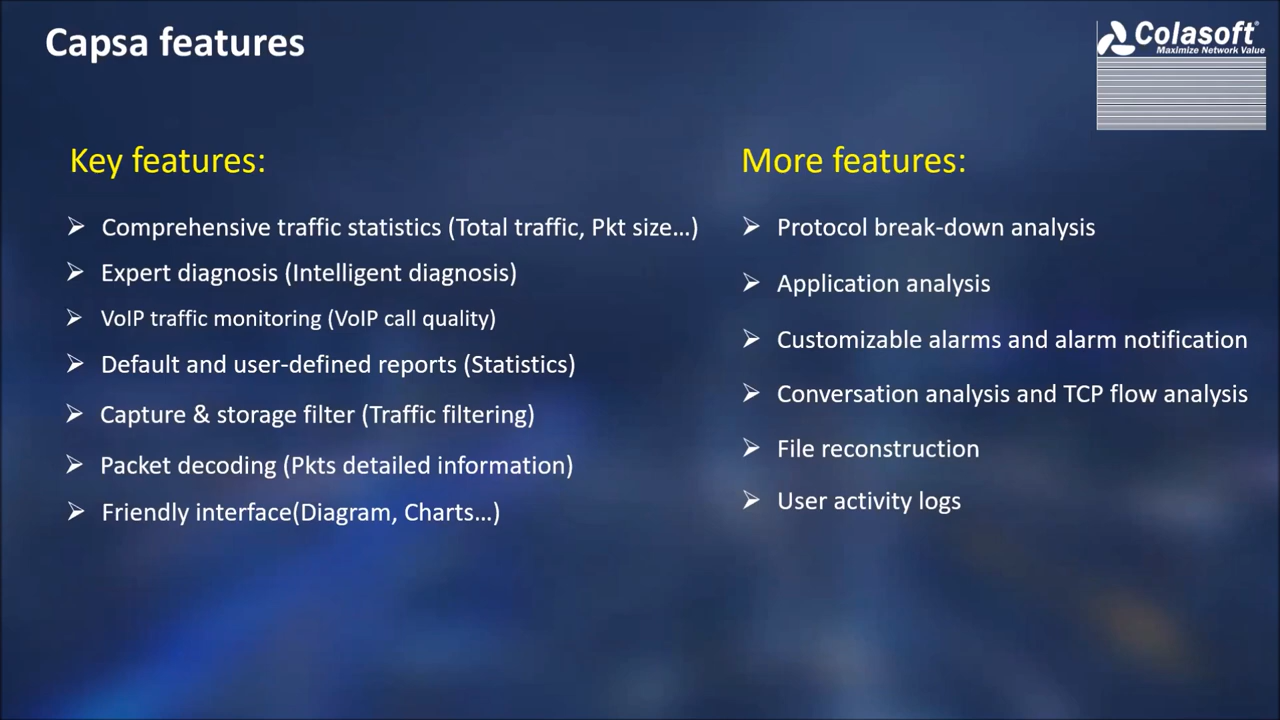 Capsa features
Colasoft®
Maximize Network Value
Key features:
Comprehensive traffic statistics (Total traffic, Pkt size...)
Expert diagnosis (Intelligent diagnosis)
VoIP traffic monitoring (VoIP call quality)
Default and user-defined reports (Statistics)
Capture & storage filter (Traffic filtering)
Packet decoding (Pkts detailed information)
Friendly interface(Diagram, Charts...)
More features:
Protocol break-down analysis
Application analysis
Customizable alarms and alarm notification
Conversation analysis and TCP flow analysis
File reconstruction
User activity logs